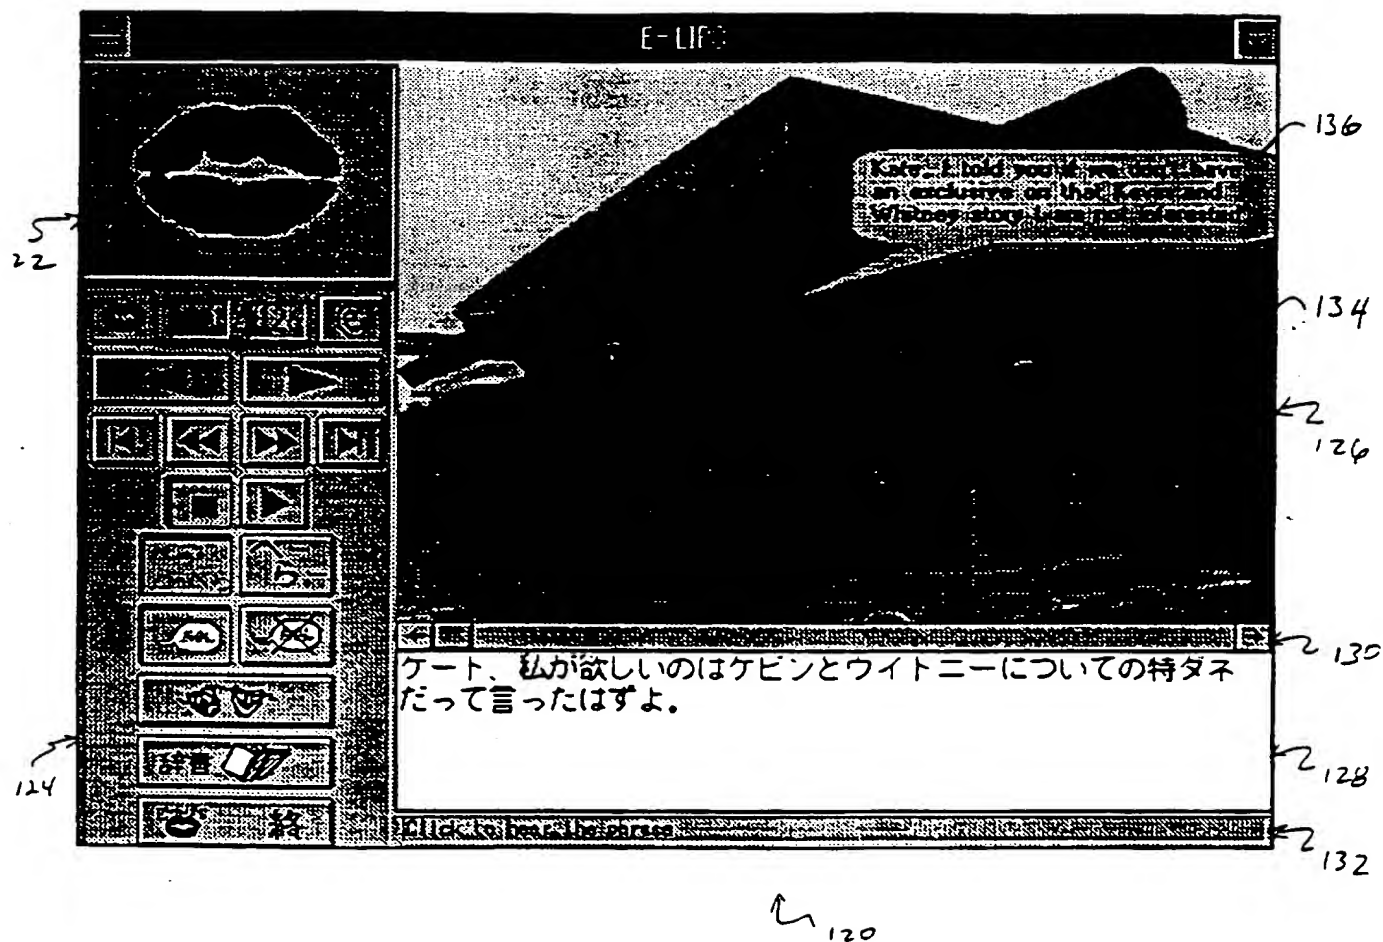 E-LIPS
136
Kate-I told you if we don't have
an exclusive on that Kevin and
Whitney story I am not interested.
22
134
126
130
ケート、私が欲しいのはケビンとウイトニーについての特ダネ
だって言ったはずよ。
辞書
124
128
終
Click to hear the phrase
132
120